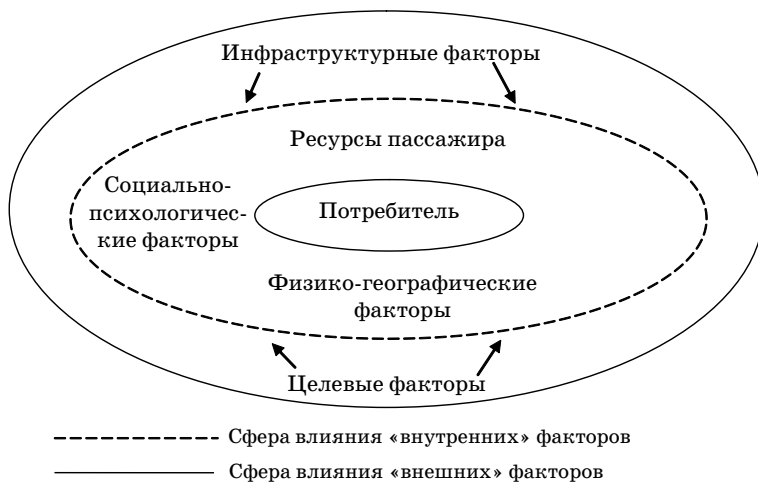 Инфраструктурные факторы
Ресурсы пассажира
Социально-
психологичес-
кие факторы
Потребитель
Физико-географические
факторы
Целевые факторы
Сфера влияния «внутренних» факторов
Сфера влияния «внешних» факторов